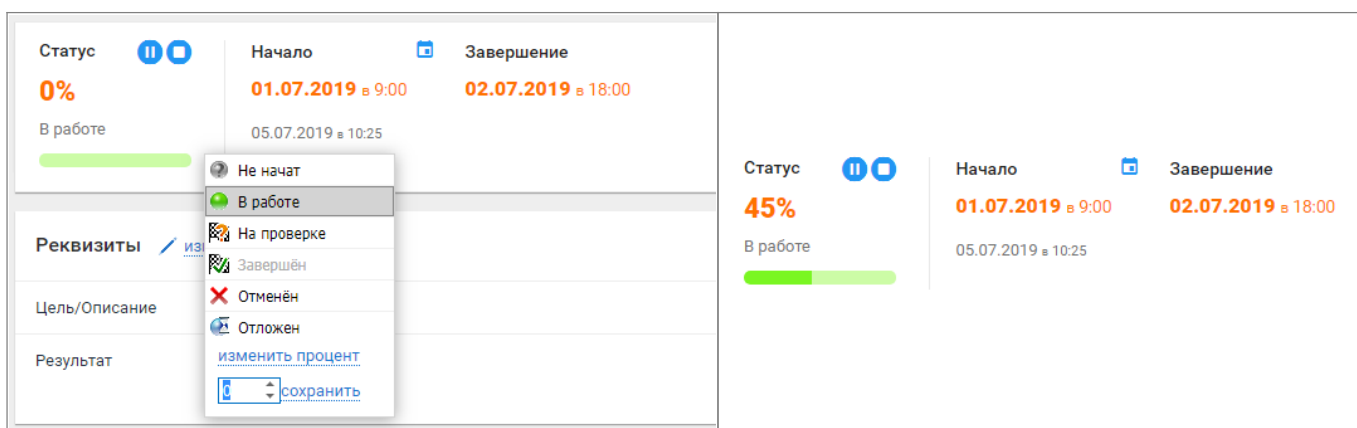 Статус Начало Завершение
0% 01.07.2019 в 9:00 02.07.2019 в 18:00
В работе 05.07.2019 в 10:25
Не начат
В работе
На проверке
Завершён
Отменён
Отложен
изменить процент
0 сохранить
Реквизиты из
Цель/Описание
Результат
Статус Начало Завершение
45% 01.07.2019 в 9:00 02.07.2019 в 18:00
В работе 05.07.2019 в 10:25